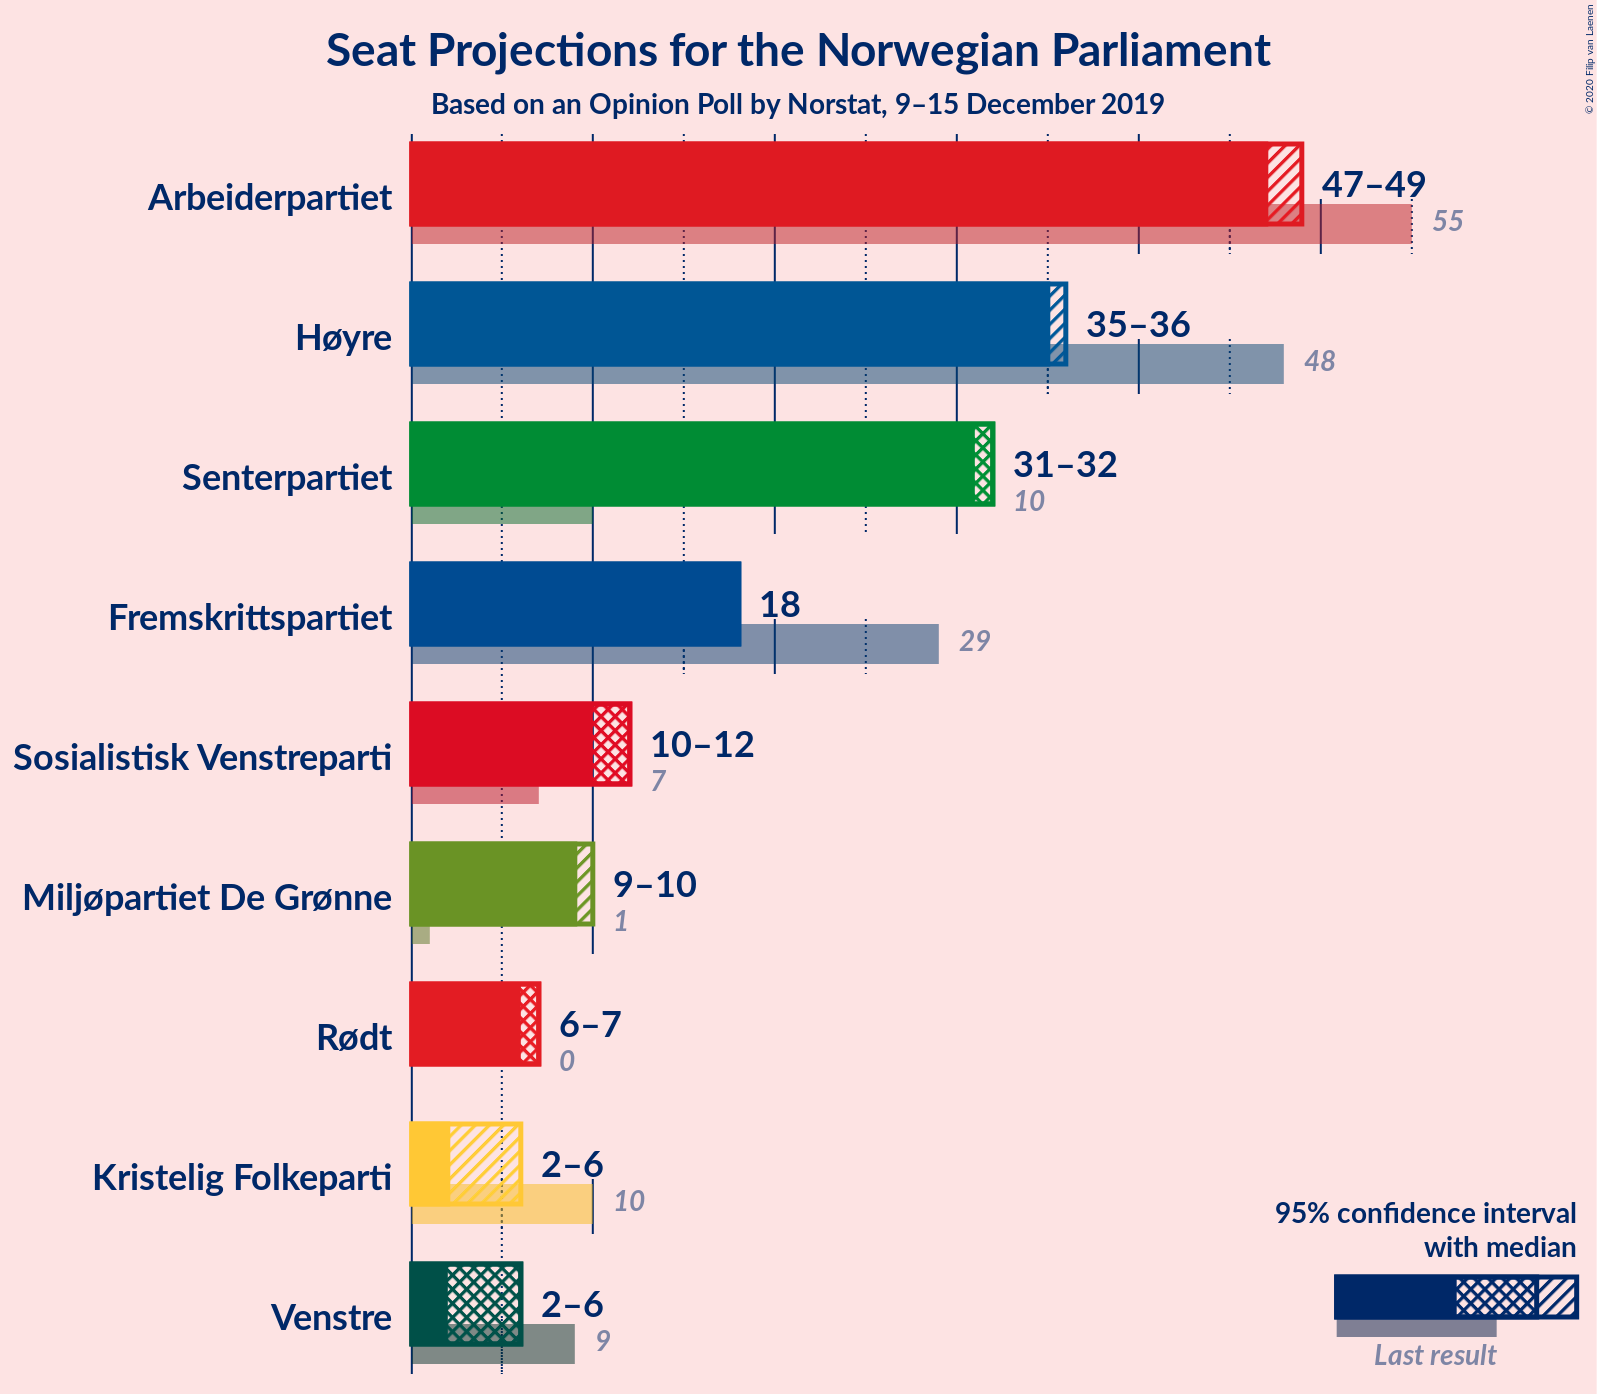 Seat Projections for the Norwegian Parliament
Based on an Opinion Poll by Norstat, 9–15 December 2019
© 2020 Filip van Laenen
Arbeiderpartiet
47–49
55
Høyre
35–36
48
Senterpartiet
31–32
10
Fremskrittspartiet
18
29
Sosialistisk Venstreparti
10–12
7
Miljøpartiet De Grønne
9–10
1
Rødt
6–7
0
Kristelig Folkeparti
2–6
10
Venstre
2–6
9
95% confidence interval
with median
Last result